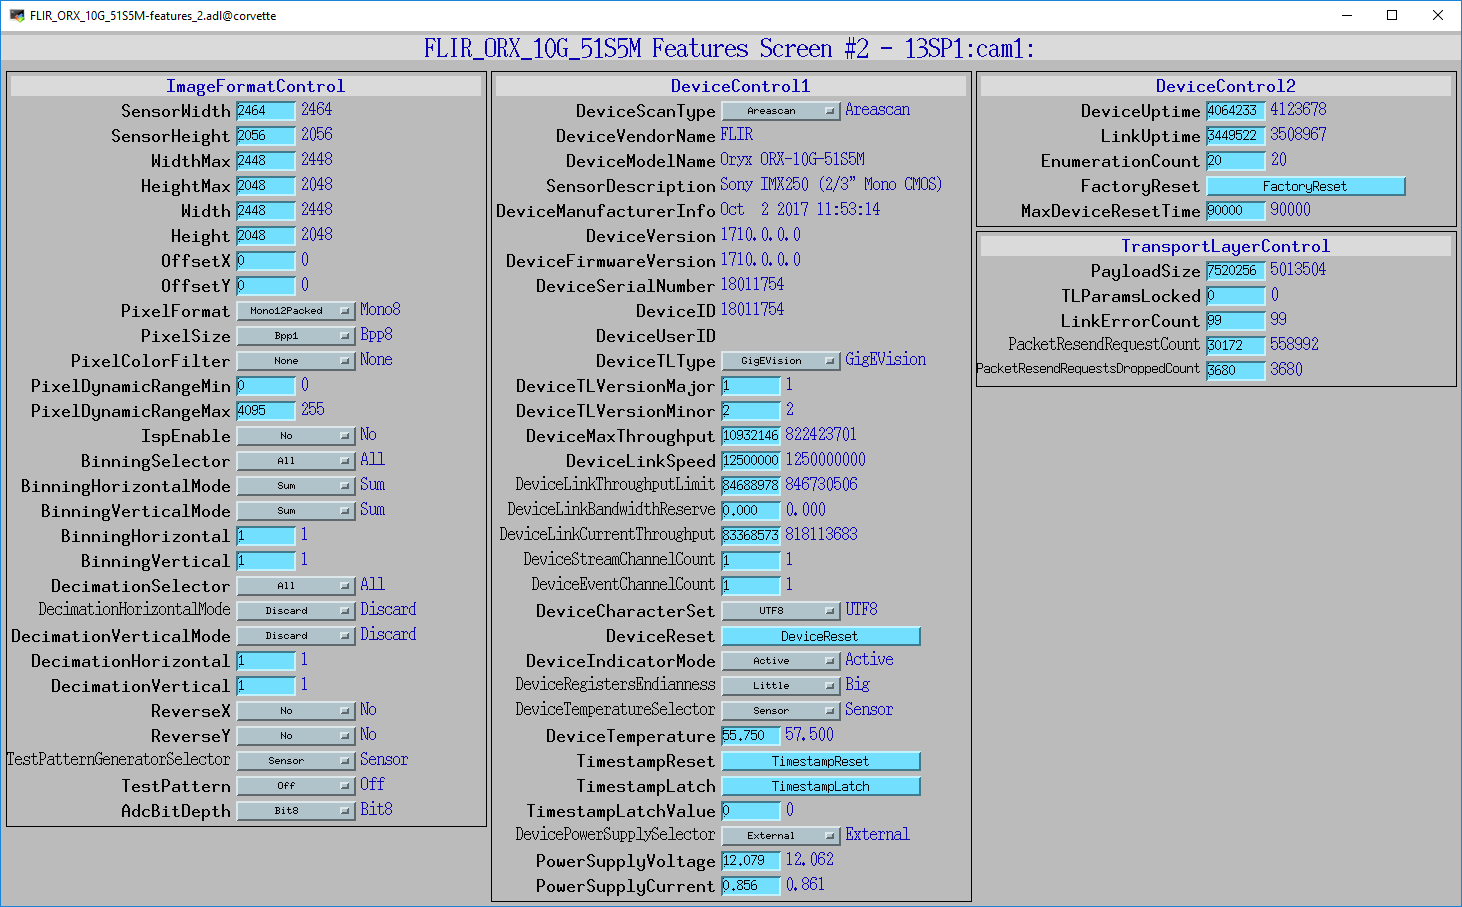 FLIR_ORX_10G_51S5M-features_2.adl@corvette
FLIR_ORX_10G_51S5M Features Screen #2 - 13SP1:cam1:
ImageFormatControl
SensorWidth 2464 2464
SensorHeight 2056 2056
WidthMax 2448 2448
HeightMax 2048 2048
Width 2448 2448
Height 2048 2048
OffsetX 0 0
OffsetY 0 0
PixelFormat Mono12Packed Mono8
PixelSize Bpp1 Bpp8
PixelColorFilter None None
PixelDynamicRangeMin 0 0
PixelDynamicRangeMax 4095 255
IspEnable No No
BinningSelector All All
BinningHorizontalMode Sum Sum
BinningVerticalMode Sum Sum
BinningHorizontal 1 1
BinningVertical 1 1
DecimationSelector All All
DecimationHorizontalMode Discard Discard
DecimationVerticalMode Discard Discard
DecimationHorizontal 1 1
DecimationVertical 1 1
ReverseX No No
ReverseY No No
TestPatternGeneratorSelector Sensor Sensor
TestPattern Off Off
AdcBitDepth Bit8 Bit8
DeviceControl1
DeviceScanType Areascan Areascan
DeviceVendorName FLIR
DeviceModelName Oryx ORX-10G-51S5M
SensorDescription Sony IMX250 (2/3" Mono CMOS)
DeviceManufacturerInfo Oct  2 2017 11:53:14
DeviceVersion 1710.0.0.0
DeviceFirmwareVersion 1710.0.0.0
DeviceSerialNumber 18011754
DeviceID 18011754
DeviceUserID
DeviceTLType GigEVision GigEVision
DeviceTLVersionMajor 1 1
DeviceTLVersionMinor 2 2
DeviceMaxThroughput 10932146 822423701
DeviceLinkSpeed 12500000 1250000000
DeviceLinkThroughputLimit 84688978 846730506
DeviceLinkBandwidthReserve 0.000 0.000
DeviceLinkCurrentThroughput 83368573 818113683
DeviceStreamChannelCount 1 1
DeviceEventChannelCount 1 1
DeviceCharacterSet UTF8 UTF8
DeviceReset DeviceReset
DeviceIndicatorMode Active Active
DeviceRegistersEndianness Little Big
DeviceTemperatureSelector Sensor Sensor
DeviceTemperature 55.750 57.500
TimestampReset TimestampReset
TimestampLatch TimestampLatch
TimestampLatchValue 0 0
DevicePowerSupplySelector External External
PowerSupplyVoltage 12.079 12.062
PowerSupplyCurrent 0.856 0.861
DeviceControl2
DeviceUptime 4064233 4123678
LinkUptime 3449522 3508967
EnumerationCount 20 20
FactoryReset FactoryReset
MaxDeviceResetTime 90000 90000
TransportLayerControl
PayloadSize 7520256 5013504
TLParamsLocked 0 0
LinkErrorCount 99 99
PacketResendRequestCount 30172 558992
PacketResendRequestsDroppedCount 3680 3680